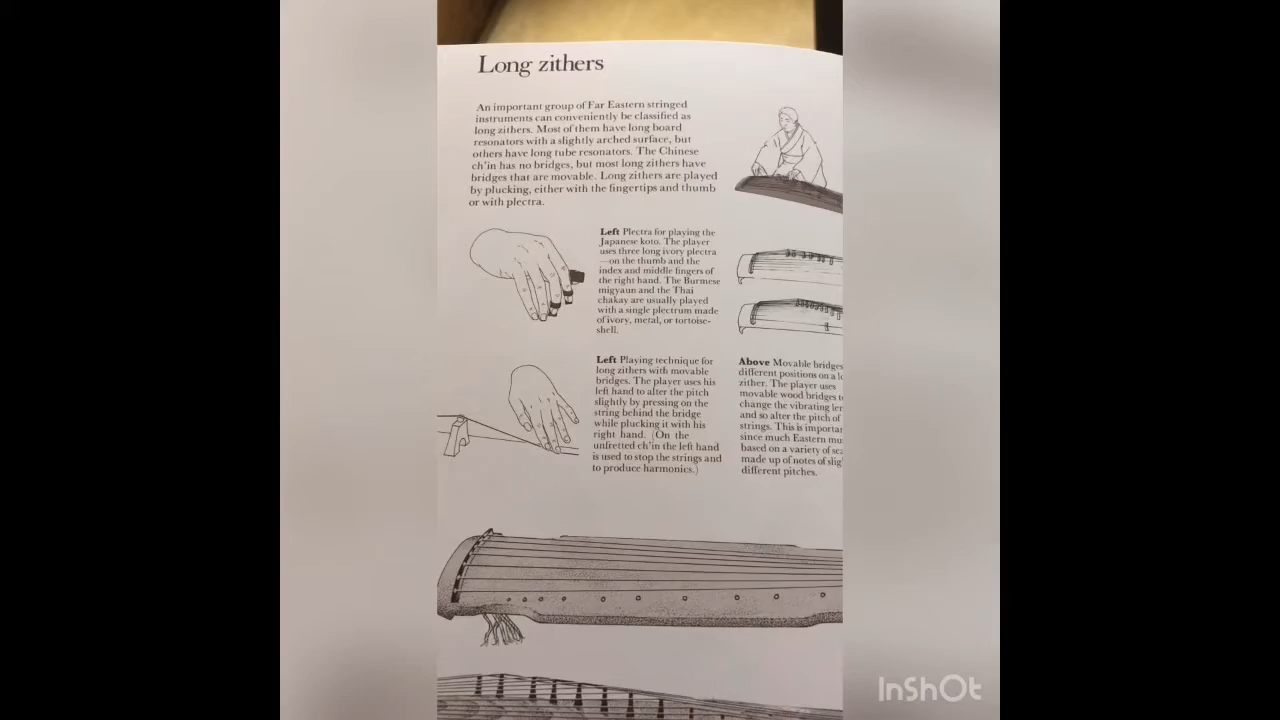 Long zithers
An important group of Far Eastern stringed
instruments can conveniently be classified as
long zithers. Most of them have long board
resonators with a slightly arched surface, but
others have long tube resonators. The Chinese
ch'in has no bridges, but most long zithers have
bridges that are movable. Long zithers are played
by plucking, either with the fingertips and thumb
or with plectra.
Left Plectra for playing the
Japanese koto. The player
uses three long ivory plectra
—on the thumb and the
index and middle fingers of
the right hand. The Burmese
migyaun and the Thai
chakay are usually played
with a single plectrum made
of ivory, metal, or tortoise-
shell.
Left Playing technique for
long zithers with movable
bridges. The player uses his
left hand to alter the pitch
slightly by pressing on the
string behind the bridge
while plucking it with his
right hand. (On the
unfretted ch'in the left hand
is used to stop the strings and
to produce harmonics.)
Above Movable bridges
different positions on a
zither. The player uses
movable wood bridges
change the vibrating
and so alter the pitch of
strings. This is
since much Eastern
based on a variety of
made up of notes of
different pitches.
InShOt